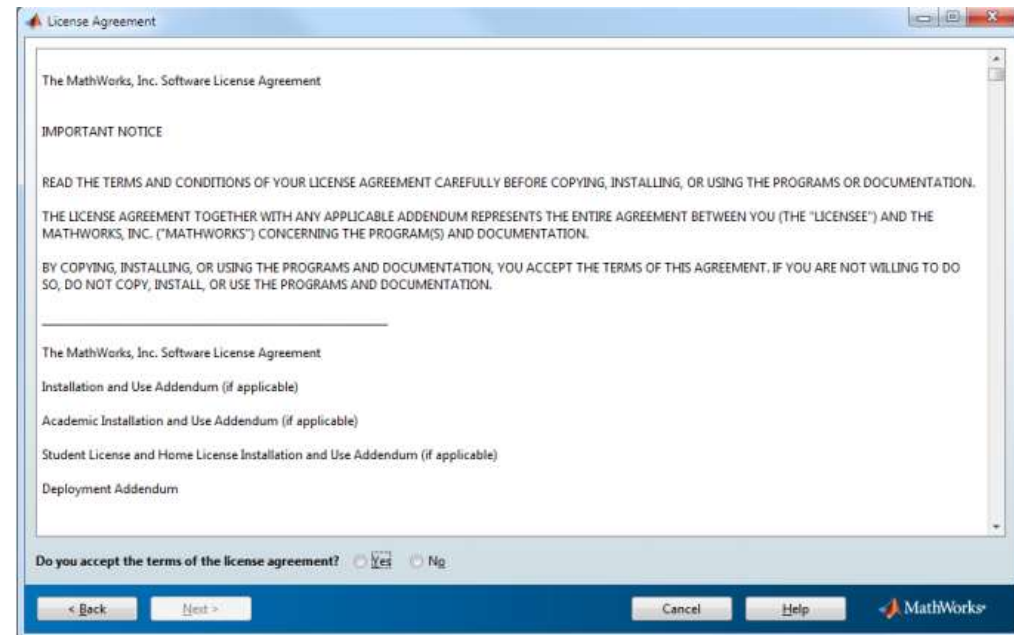 License Agreement
The MathWorks, Inc. Software License Agreement
IMPORTANT NOTICE
READ THE TERMS AND CONDITIONS OF YOUR LICENSE AGREEMENT CAREFULLY BEFORE COPYING, INSTALLING, OR USING THE PROGRAMS OR DOCUMENTATION.
THE LICENSE AGREEMENT TOGETHER WITH ANY APPLICABLE ADDENDUM REPRESENTS THE ENTIRE AGREEMENT BETWEEN YOU (THE "LICENSEE") AND THE
MATHWORKS, INC. ("MATHWORKS") CONCERNING THE PROGRAM(S) AND DOCUMENTATION.
BY COPYING, INSTALLING, OR USING THE PROGRAMS AND DOCUMENTATION, YOU ACCEPT THE TERMS OF THIS AGREEMENT. IF YOU ARE NOT WILLING TO DO
SO, DO NOT COPY, INSTALL, OR USE THE PROGRAMS AND DOCUMENTATION.
The MathWorks, Inc. Software License Agreement
Installation and Use Addendum (if applicable)
Academic Installation and Use Addendum (if applicable)
Student License and Home License Installation and Use Addendum (if applicable)
Deployment Addendum
Do you accept the terms of the license agreement? Yes No
< Back Next > Cancel Help MathWorks®